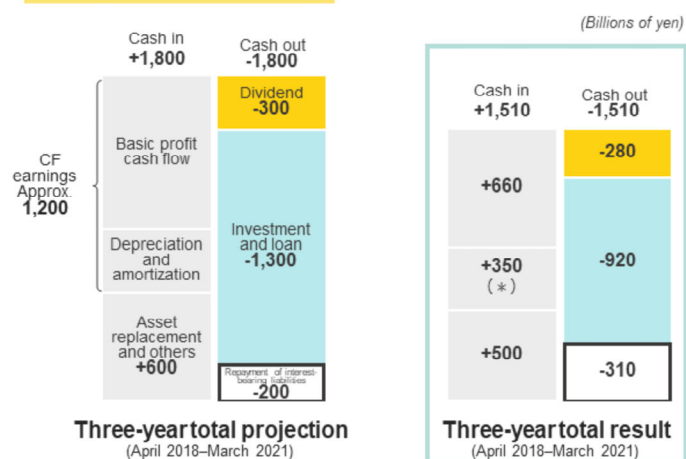 (Billions of yen)
Cash in
+1,800
Cash out
-1,800
CF
earnings
Approx.
1,200
Basic profit
cash flow
Depreciation
and
amortization
Asset
replacement
and others
+600
Dividend
-300
Investment
and loan
-1,300
Repayment of interest-
bearing liabilities
-200
Three-year total projection
(April 2018–March 2021)
Cash in
+1,510
Cash out
-1,510
+660
+350
(*)
+500
-280
-920
-310
Three-year total result
(April 2018–March 2021)